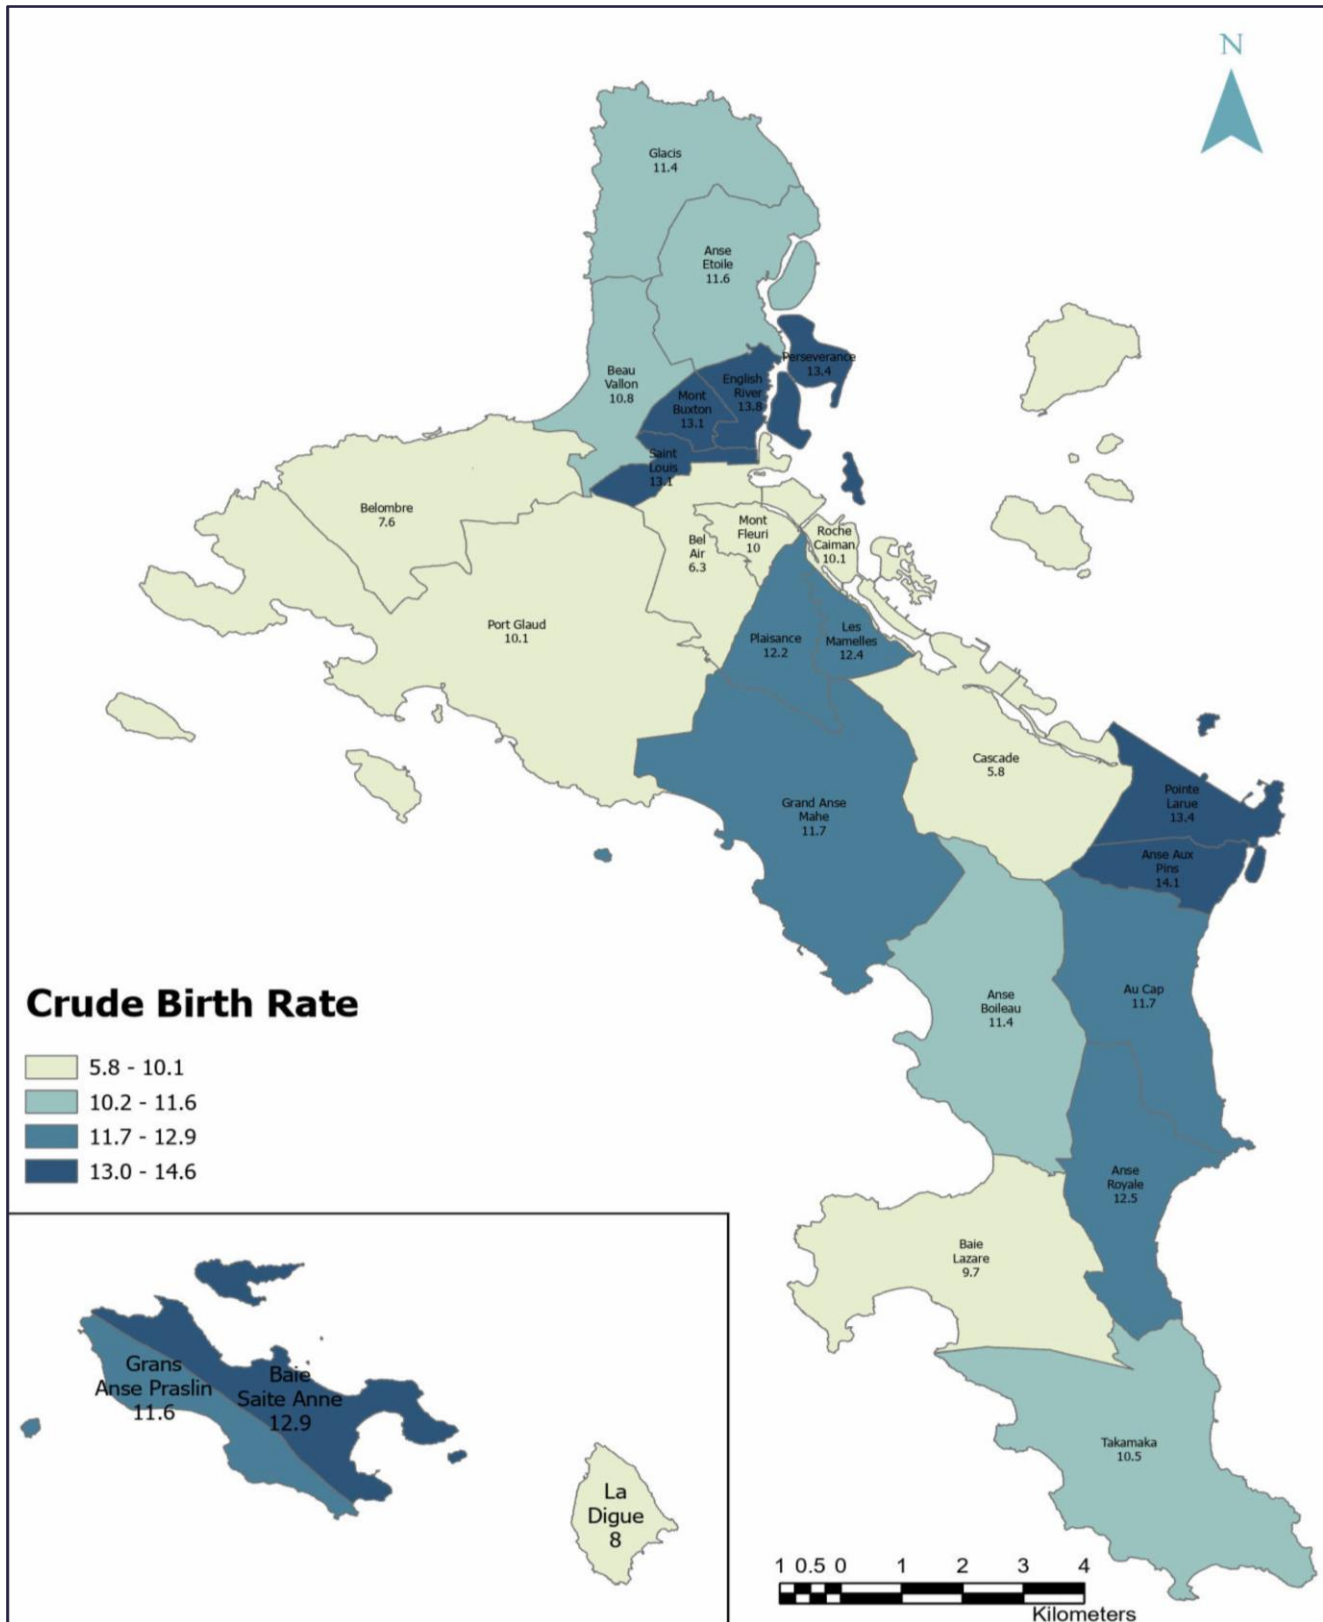 N
Glacis
11.4
Anse
Etoile
11.6
Perseverance
13.4
Beau
Vallon
10.8
English
River
13.8
Mont
Buxton
13.1
Saint
Louis
13.1
Belombre
7.6
Mont
Fleuri
10
Roche
Caiman
10.1
Bel
Air
6.3
Port Glaud
10.1
Plaisance
12.2
Les
Mamelles
12.4
Cascade
5.8
Grand Anse
Mahe
11.7
Pointe
Larue
13.4
Anse Aux
Pins
14.1
Anse
Boileau
11.4
Au Cap
11.7
Anse
Royale
12.5
Baie
Lazare
9.7
Takamaka
10.5
Crude Birth Rate
5.8 - 10.1
10.2 - 11.6
11.7 - 12.9
13.0 - 14.6
Grans
Anse Praslin
11.6
Baie
Saite Anne
12.9
La
Digue
8
1 0.5 0 1 2 3 4
Kilometers